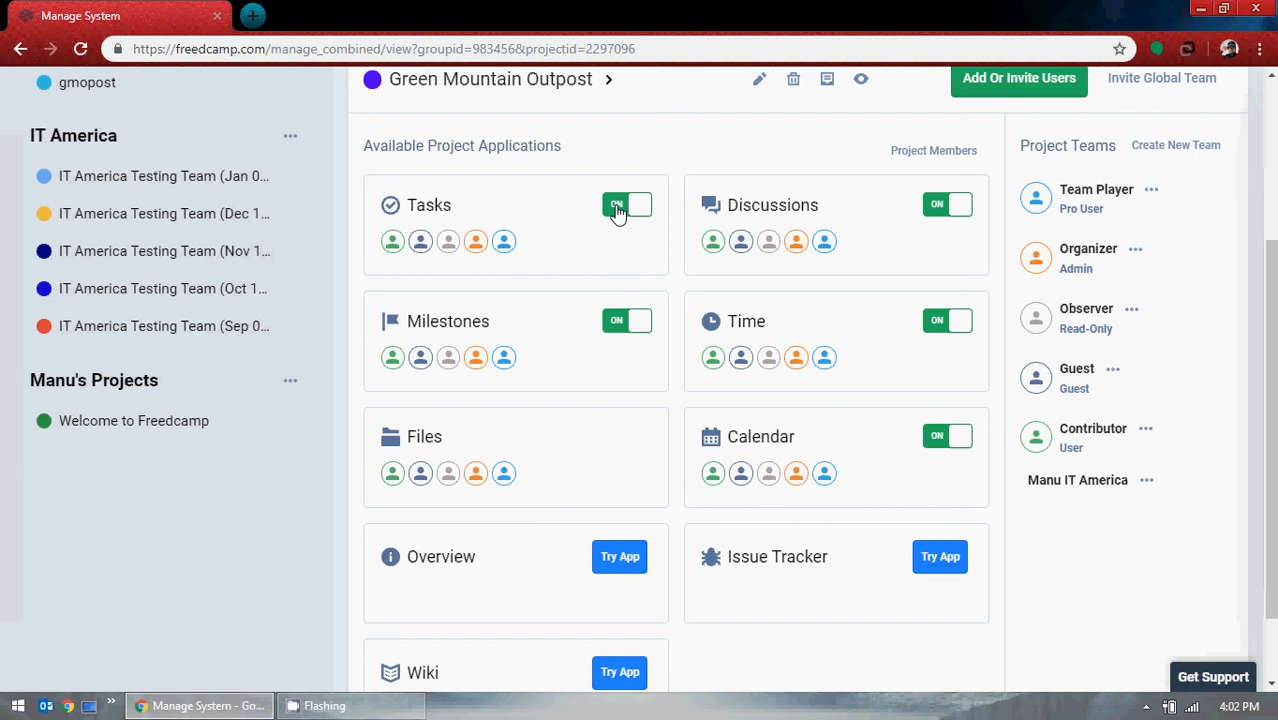 Manage System
https://freedcamp.com/manage_combined/view?groupid=983456&projectid=2297096
gmopost
IT America
IT America Testing Team (Jan 0...
IT America Testing Team (Dec 1...
IT America Testing Team (Nov 1...
IT America Testing Team (Oct 1...
IT America Testing Team (Sep 0...
Manu's Projects
Welcome to Freedcamp
Green Mountain Outpost
Add Or Invite Users
Invite Global Team
Available Project Applications
Project Members
Tasks
ON
Discussions
ON
Milestones
ON
Time
ON
Files
Calendar
ON
Overview
Try App
Issue Tracker
Try App
Wiki
Try App
Project Teams
Create New Team
Team Player
Pro User
Organizer
Admin
Observer
Read-Only
Guest
Guest
Contributor
User
Manu IT America
Get Support
Manage System - Go...
Flashing
4:02 PM